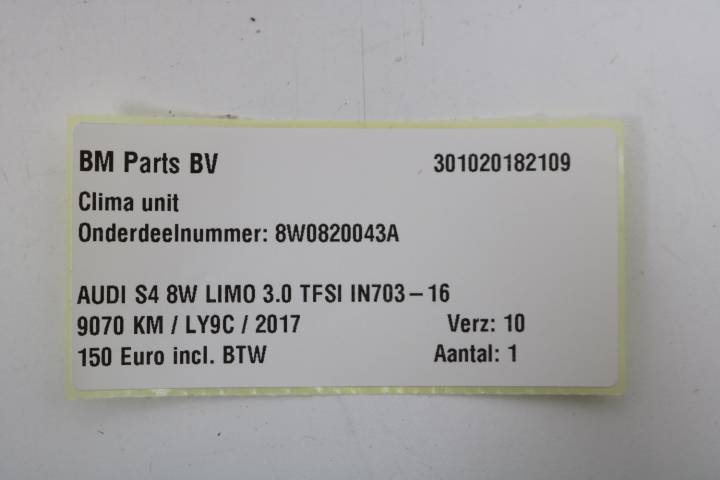 BM Parts BV 301020182109
Clima unit
Onderdeelnummer: 8W0820043A
AUDI S4 8W LIMO 3.0 TFSI IN703-16
9070 KM / LY9C / 2017 Verz: 10
150 Euro incl. BTW Aantal: 1